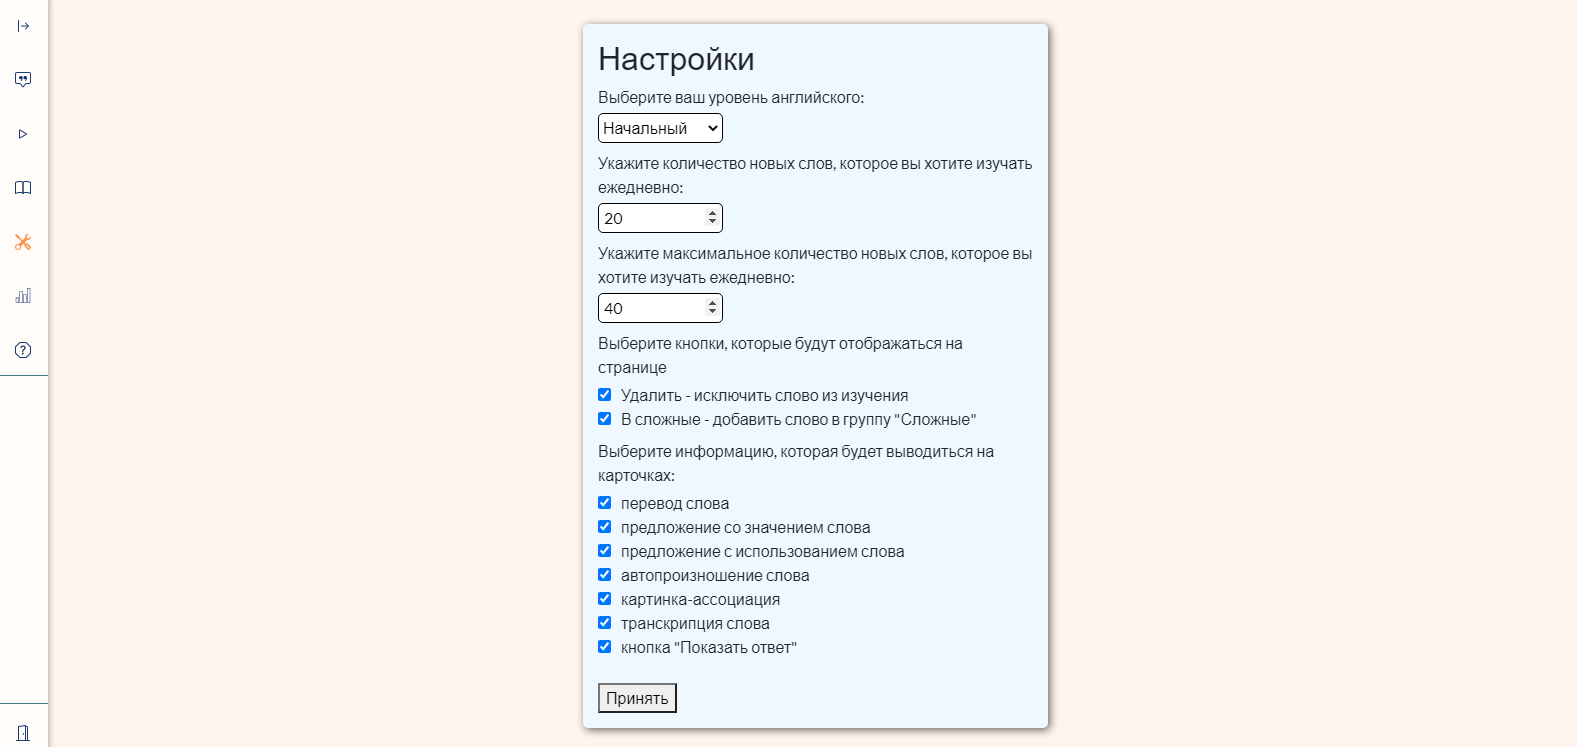 Настройки
Выберите ваш уровень английского:
Начальный
Укажите количество новых слов, которое вы хотите изучать
ежедневно:
20
Укажите максимальное количество новых слов, которое вы
хотите изучать ежедневно:
40
Выберите кнопки, которые будут отображаться на
странице
Удалить - исключить слово из изучения
В сложные - добавить слово в группу "Сложные"
Выберите информацию, которая будет выводиться на
карточках:
перевод слова
предложение со значением слова
предложение с использованием слова
автопроизношение слова
картинка-ассоциация
транскрипция слова
кнопка "Показать ответ"
Принять